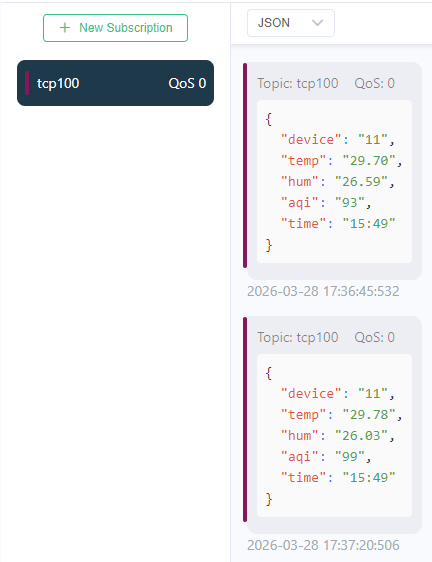 + New Subscription
tcp100 QoS 0
JSON
Topic: tcp100 QoS: 0
{
"device": "11",
"temp": "29.70",
"hum": "26.59",
"aqi": "93",
"time": "15:49"
}
2026-03-28 17:36:45:532
Topic: tcp100 QoS: 0
{
"device": "11",
"temp": "29.78",
"hum": "26.03",
"aqi": "99",
"time": "15:49"
}
2026-03-28 17:37:20:506